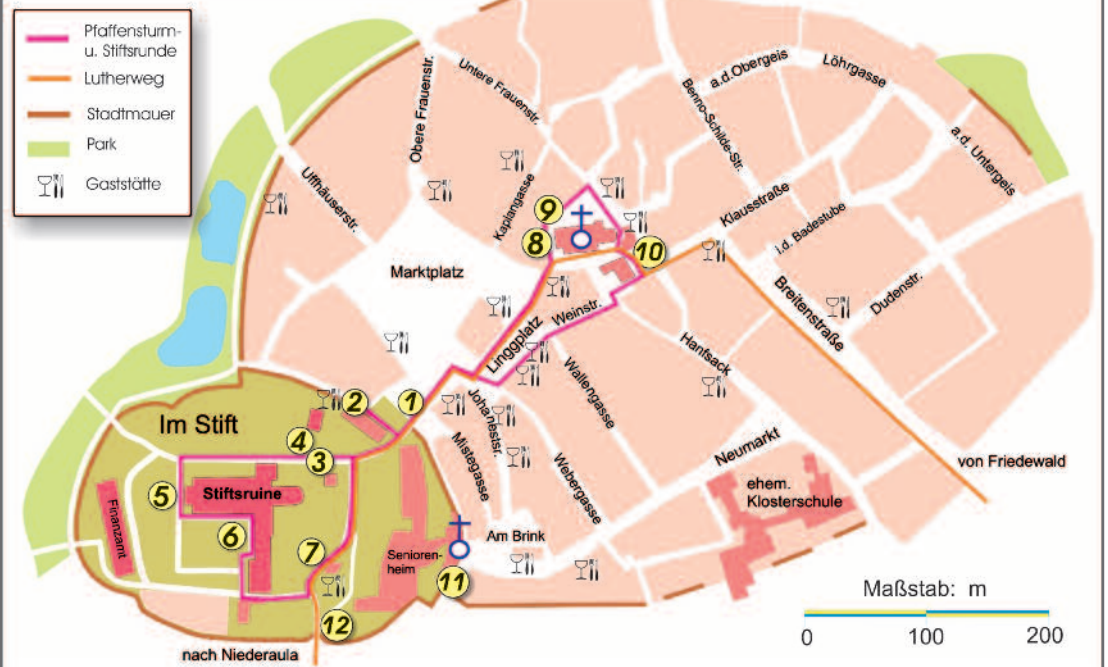 Pfaffensturm-
u. Stiftsrunde
Lutherweg
Stadtmauer
Park
Gaststätte
Untere Frauenstr.
Obere Frauenstr.
a.d.Obergeis
Löhrgasse
Benno-Schilde-Str.
a.d. Untergeis
Uffhäuserstr.
Kaplangasse
Klausstraße
i.d. Badestube
9
8
10
Marktplatz
Linggplatz
Weinstr.
Breitenstraße
Dudenstr.
Hanfsack
Wallengasse
Johannestsr.
Im Stift
2
1
4
3
Mistegasse
Webergasse
Neumarkt
von Friedewald
5
Stiftsruine
Finanzamt
6
7
ehem.
Klosterschule
Am Brink
Senioren-
heim
11
12
nach Niederaula
Maßstab: m
0
100
200